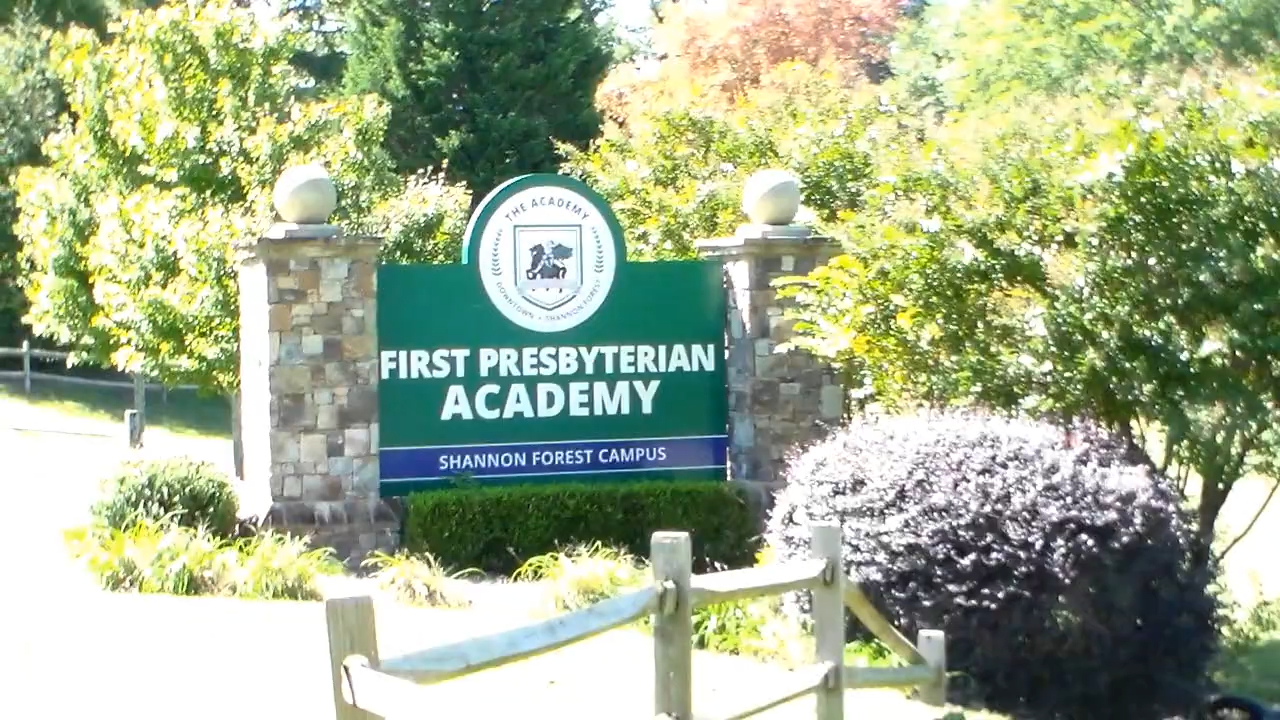 THE ACADEMY
DOWNTOWN • SHANNON FOREST
FIRST PRESBYTERIAN
ACADEMY
SHANNON FOREST CAMPUS